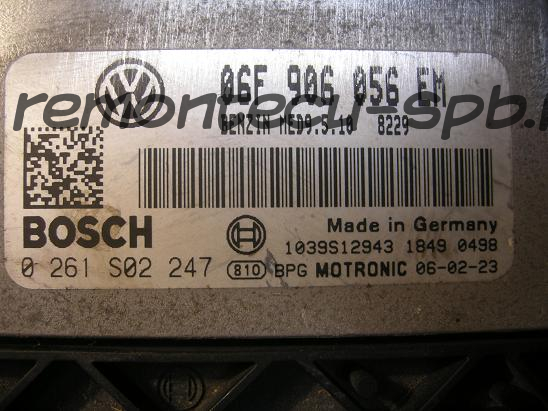 06F 906 056 EM
remontecu-spb.
BENZIN MED9.5.10 8229
BOSCH
Made in Germany
1039S12943 1849 0498
0 261 S02 247 810 BPG MOTRONIC 06-02-23